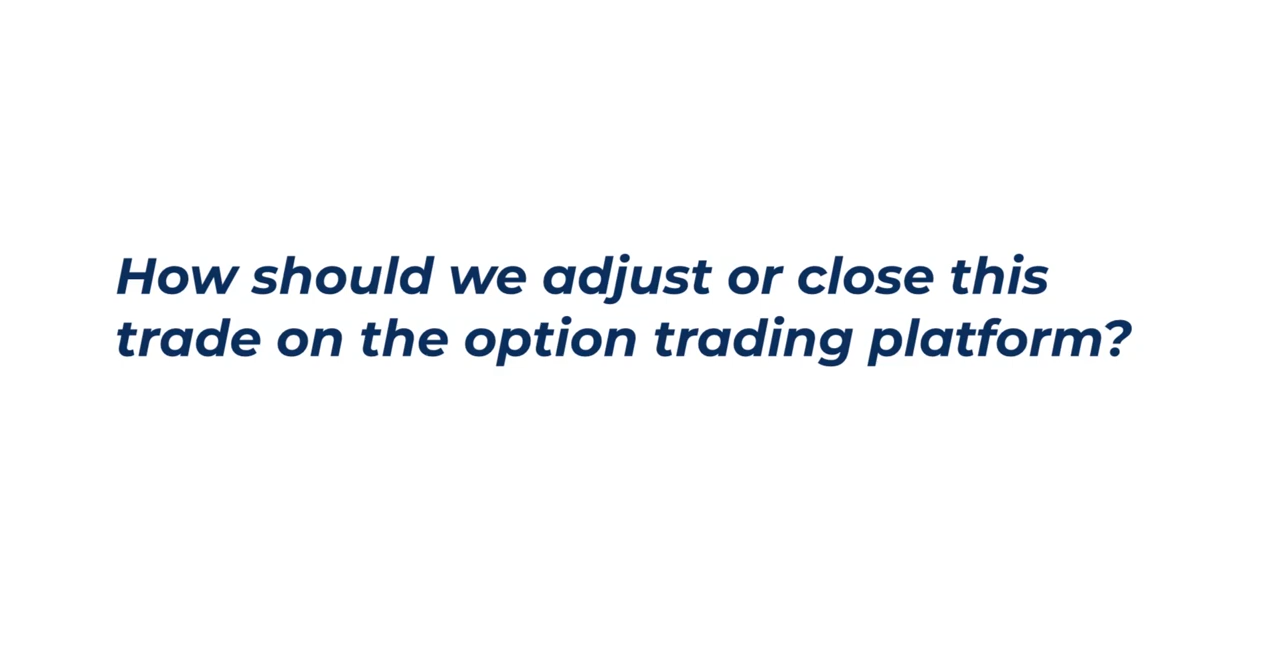 How should we adjust or close this
trade on the option trading platform?